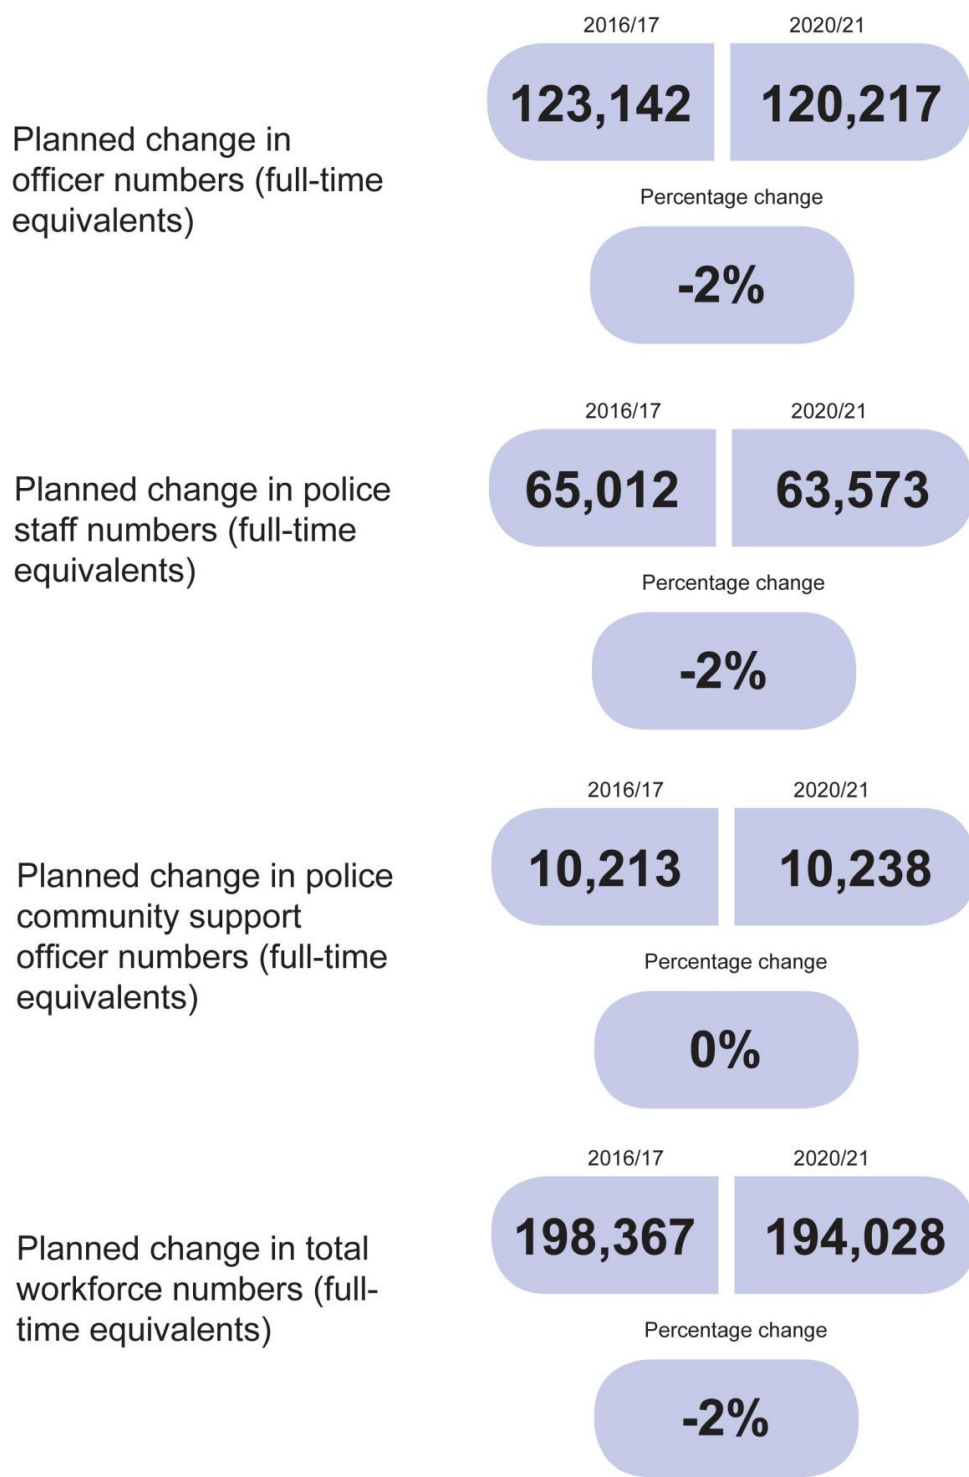 2016/17 2020/21
123,142 120,217
Planned change in
officer numbers (full-time
equivalents)
Percentage change
-2%
2016/17 2020/21
65,012 63,573
Planned change in police
staff numbers (full-time
equivalents)
Percentage change
-2%
2016/17 2020/21
10,213 10,238
Planned change in police
community support
officer numbers (full-time
equivalents)
Percentage change
0%
2016/17 2020/21
198,367 194,028
Planned change in total
workforce numbers (full-
time equivalents)
Percentage change
-2%